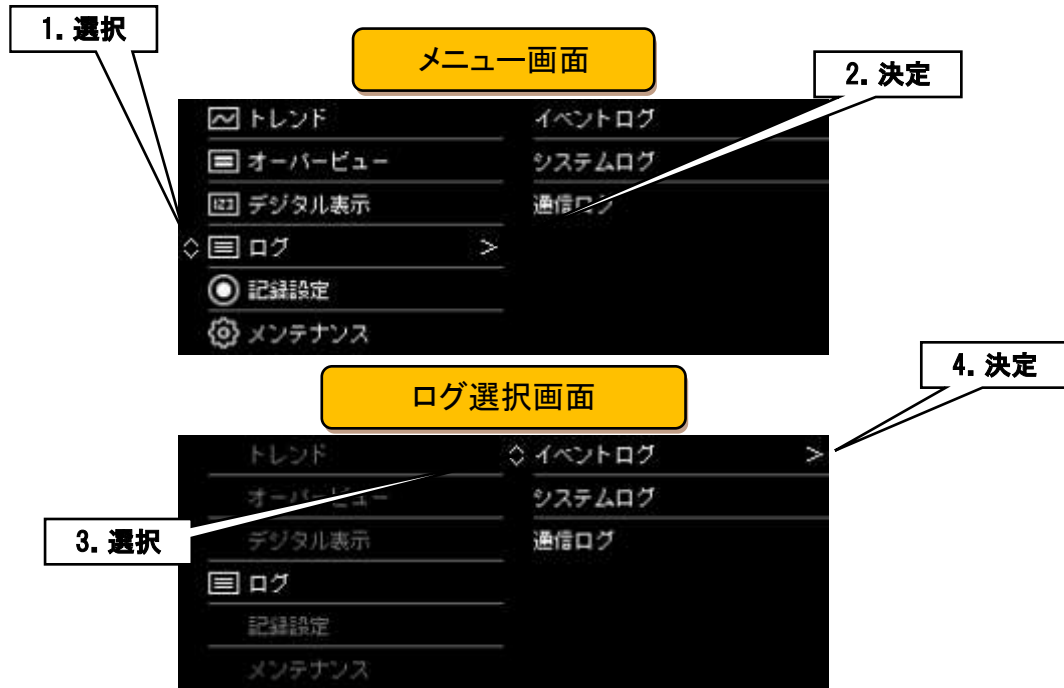 1. 選択
メニュー画面
2. 決定
トレンド
イベントログ
オーバービュー
システムログ
デジタル表示
通信ログ
ログ >
記録設定
メンテナンス
4. 決定
ログ選択画面
トレンド
イベントログ >
オーバービュー
システムログ
3. 選択
デジタル表示
通信ログ
ログ
記録設定
メンテナンス